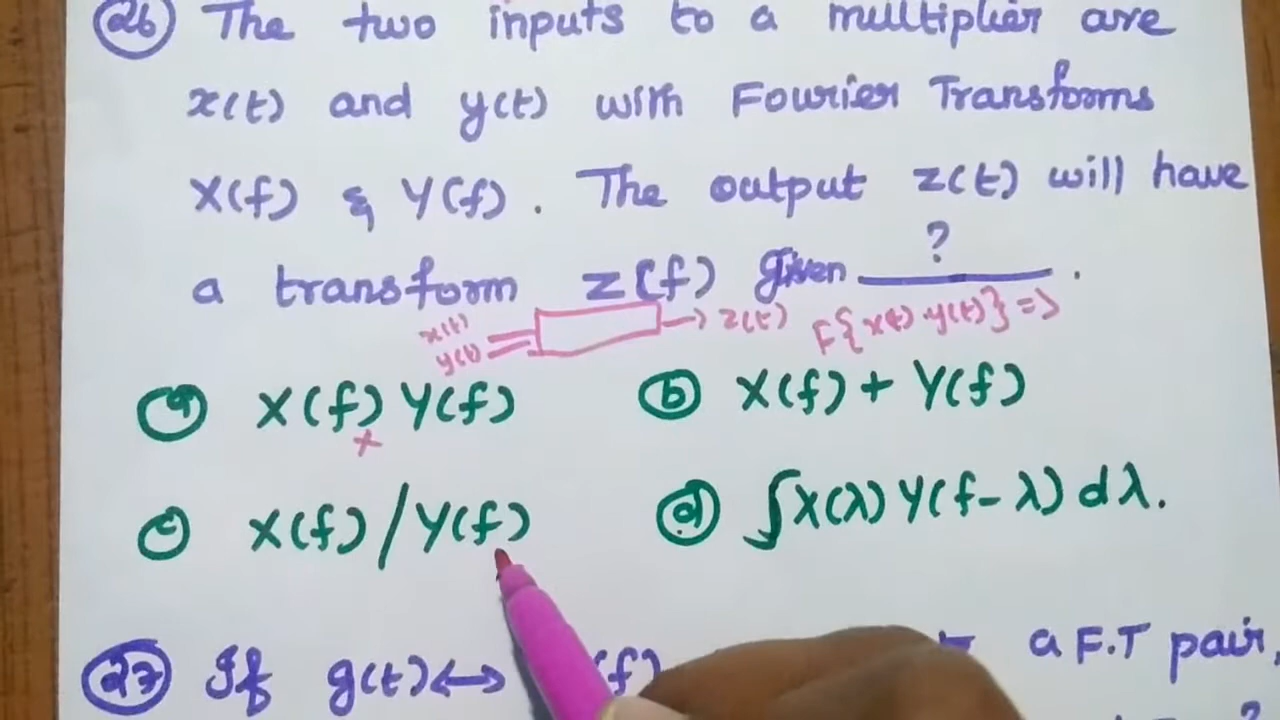 26 The two inputs to a multiplier are
x(t) and y(t) with Fourier Transforms
X(f) & Y(f). The output z(t) will have
a transform Z(f) given ? .
x(t)
y(t)
z(t)
F{x(t).y(t)} =>
a X(f) Y(f)
x
b X(f) + Y(f)
c X(f) / Y(f)
d ∫X(λ) Y(f-λ) dλ.
27 If g(t)↔ (f) a F.T pair,
?